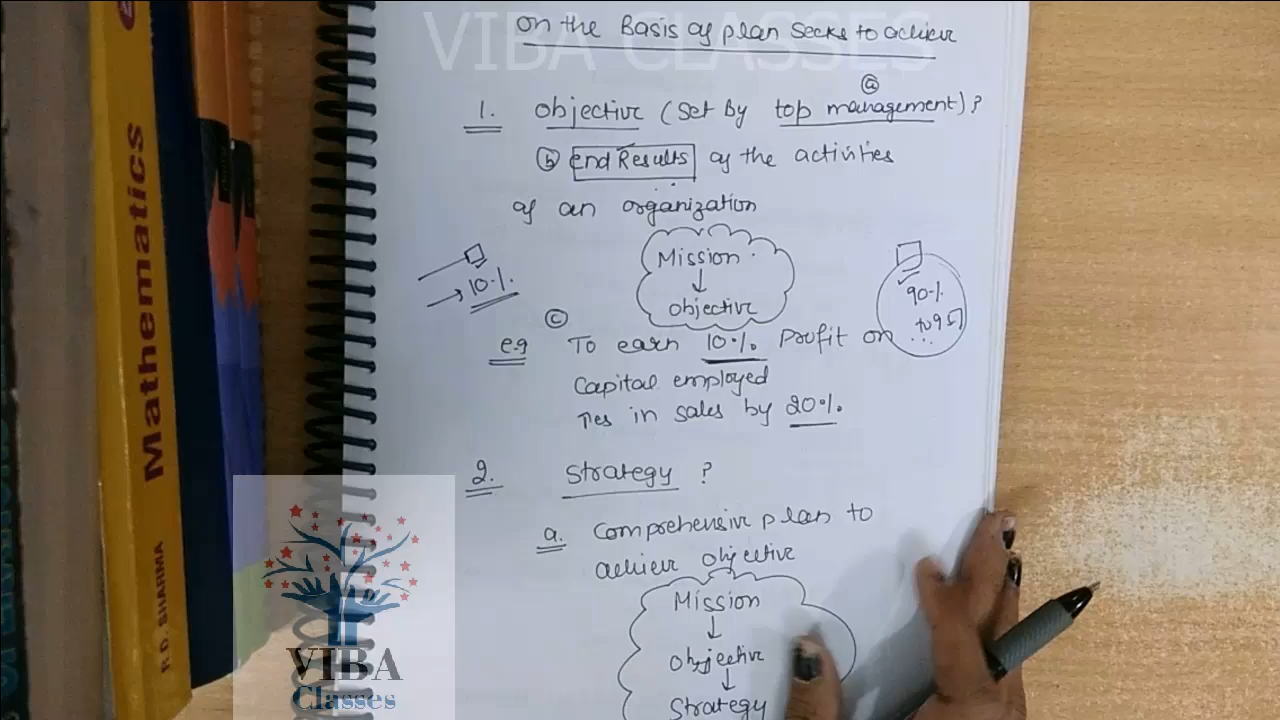 VIBA CLASSES
on the Basis of plan seeks to achieve
1. objective (set By top management)?
a
b end Results of the activities
of an organization
Mission
↓
objective
→ 10%
90%
to 95
c
e.g To earn 10% profit on
capital employed
in sales by 20%.
2. strategy ?
a. comprehensive plan to
achieve objective
Mission
↓
Objective
↓
Strategy
Mathematics
R.D. SHARMA
VIBA
Classes